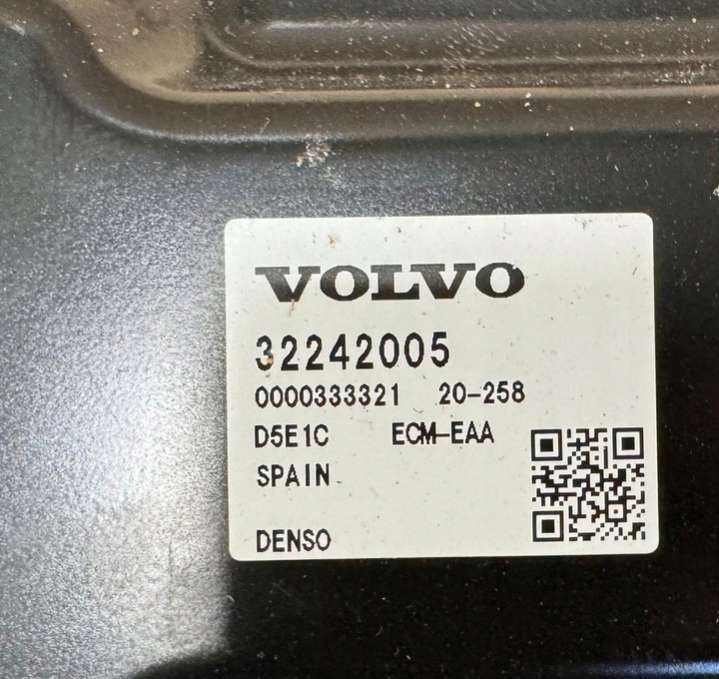 VOLVO
32242005
0000333321 20-258
D5E1C ECM-EAA
SPAIN
DENSO